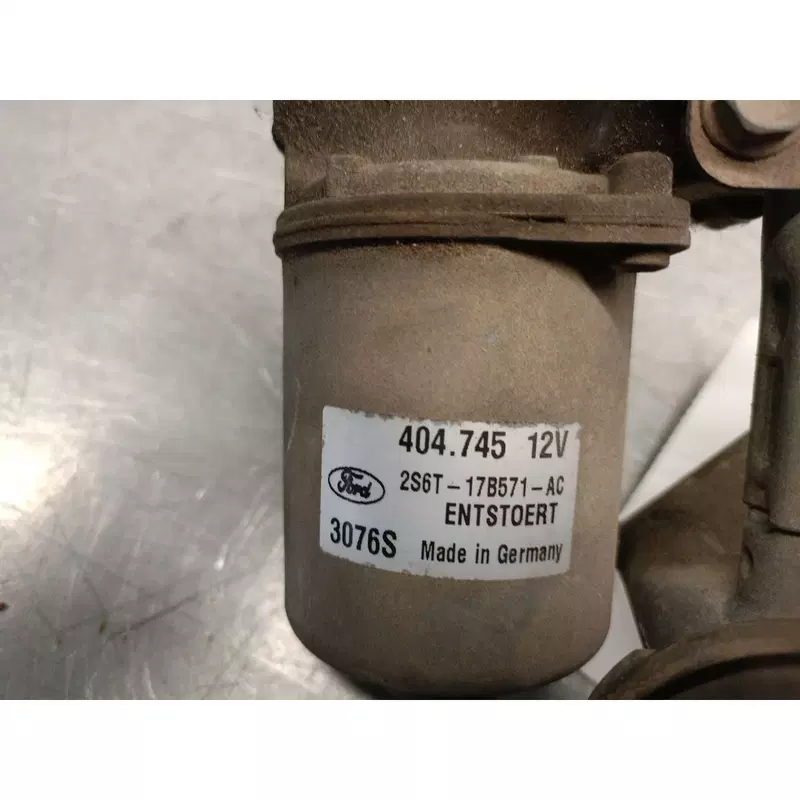 404.745 12V
Ford 2S6T-17B571-AC
ENTSTOERT
3076S Made in Germany